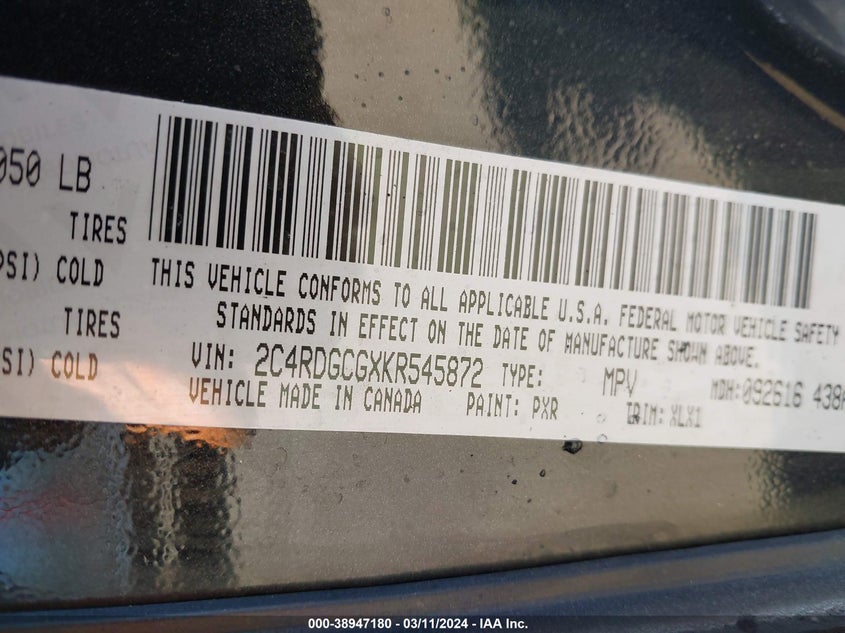 050 LB
TIRES
PSI) COLD
TIRES
SI) COLD
THIS VEHICLE CONFORMS TO ALL APPLICABLE U.S.A. FEDERAL MOTOR VEHICLE SAFETY
STANDARDS IN EFFECT ON THE DATE OF MANUFACTURE SHOWN ABOVE.
VIN: 2C4RDGCGXKR545872 TYPE: MPV MDH:092616 438
VEHICLE MADE IN CANADA PAINT: PXR TRIM: XLX1
000-38947180 - 03/11/2024 - IAA Inc.